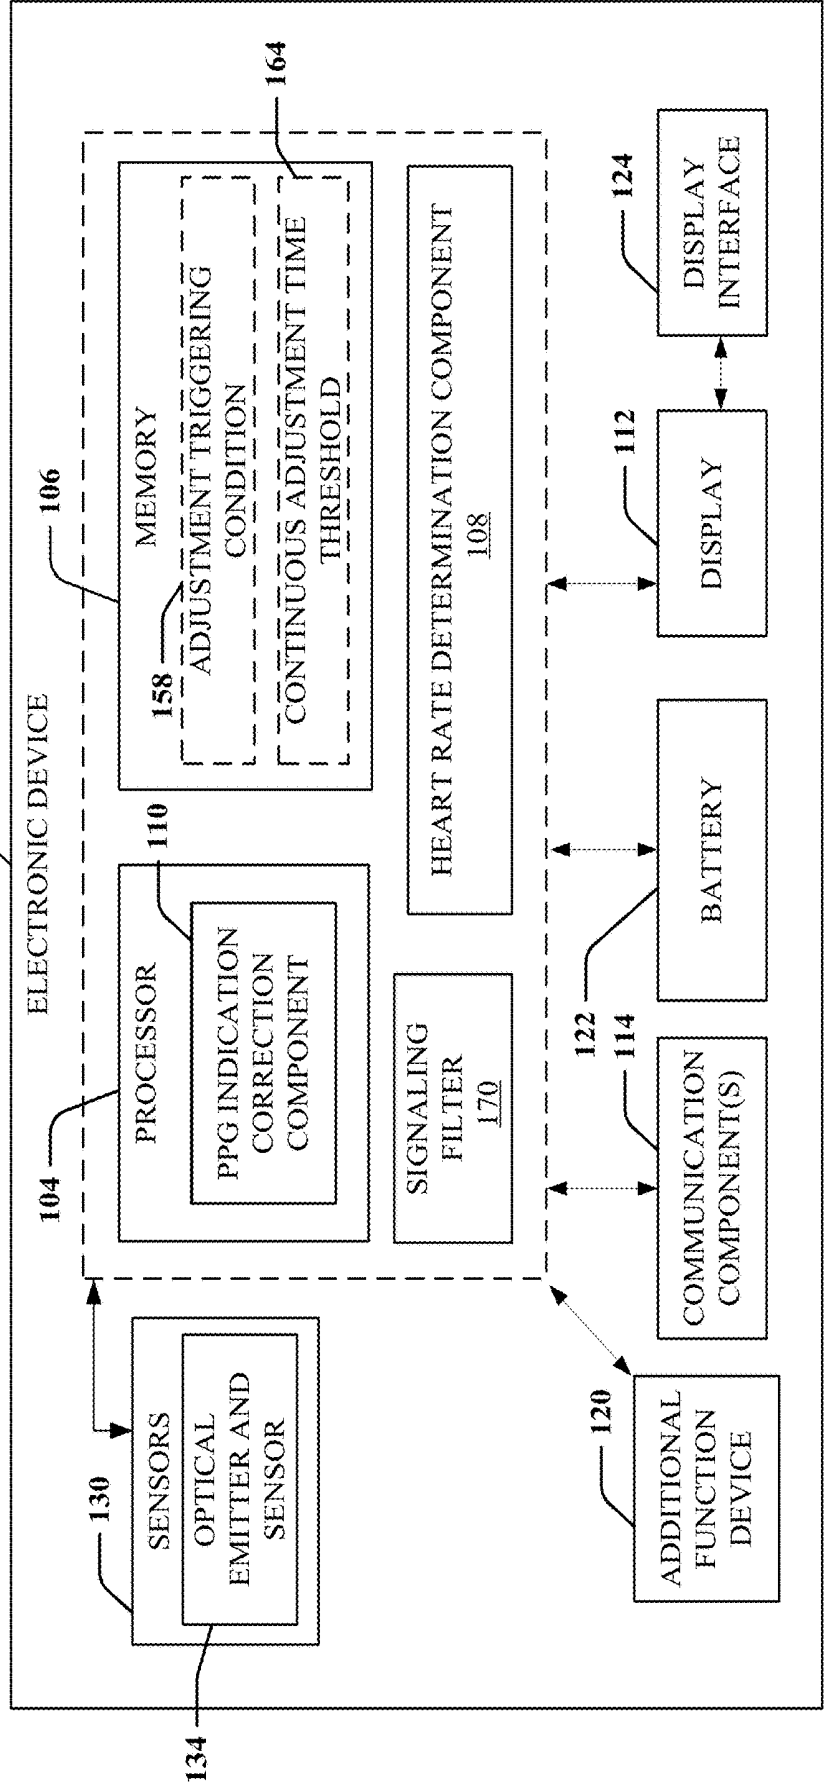 ELECTRONIC DEVICE
130
SENSORS
OPTICAL
EMITTER AND
SENSOR
134
104
PROCESSOR
110
PPG INDICATION
CORRECTION
COMPONENT
106
MEMORY
158
ADJUSTMENT TRIGGERING
CONDITION
164
CONTINUOUS ADJUSTMENT TIME
THRESHOLD
SIGNALING
FILTER
170
HEART RATE DETERMINATION COMPONENT
108
120
ADDITIONAL
FUNCTION
DEVICE
114
COMMUNICATION
COMPONENT(S)
122
BATTERY
112
DISPLAY
124
DISPLAY
INTERFACE